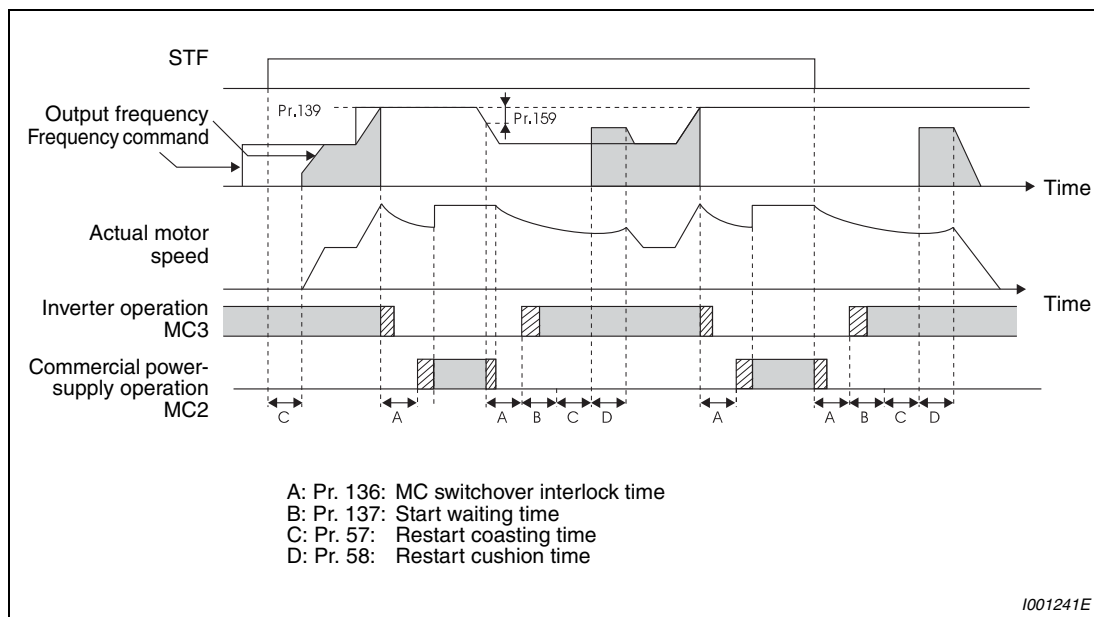 STF
Output frequency
Frequency command
Pr.139
Pr.159
Time
Actual motor
speed
Time
Inverter operation
MC3
Commercial power-
supply operation
MC2
C A A B C D A A B C D
A: Pr. 136: MC switchover interlock time
B: Pr. 137: Start waiting time
C: Pr. 57: Restart coasting time
D: Pr. 58: Restart cushion time
I001241E